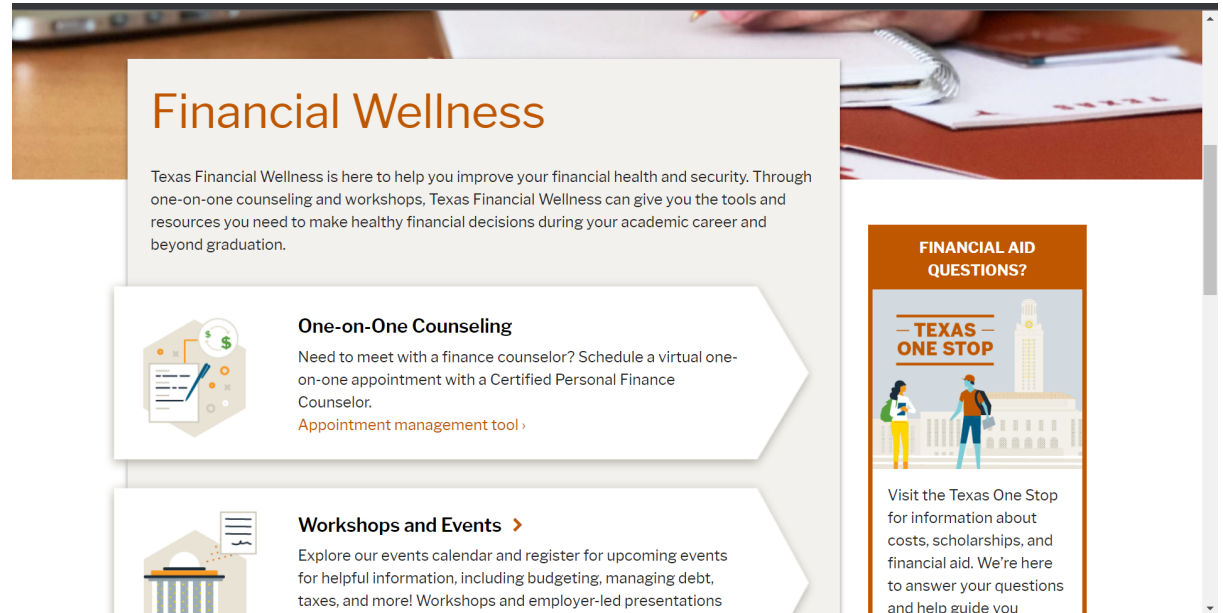 TEXAS
Financial Wellness
Texas Financial Wellness is here to help you improve your financial health and security. Through
one-on-one counseling and workshops, Texas Financial Wellness can give you the tools and
resources you need to make healthy financial decisions during your academic career and
beyond graduation.
One-on-One Counseling
Need to meet with a finance counselor? Schedule a virtual one-
on-one appointment with a Certified Personal Finance
Counselor.
Appointment management tool ›
Workshops and Events
Explore our events calendar and register for upcoming events
for helpful information, including budgeting, managing debt,
taxes, and more! Workshops and employer-led presentations
FINANCIAL AID
QUESTIONS?
TEXAS
ONE STOP
Visit the Texas One Stop
for information about
costs, scholarships, and
financial aid. We’re here
to answer your questions
and help guide you